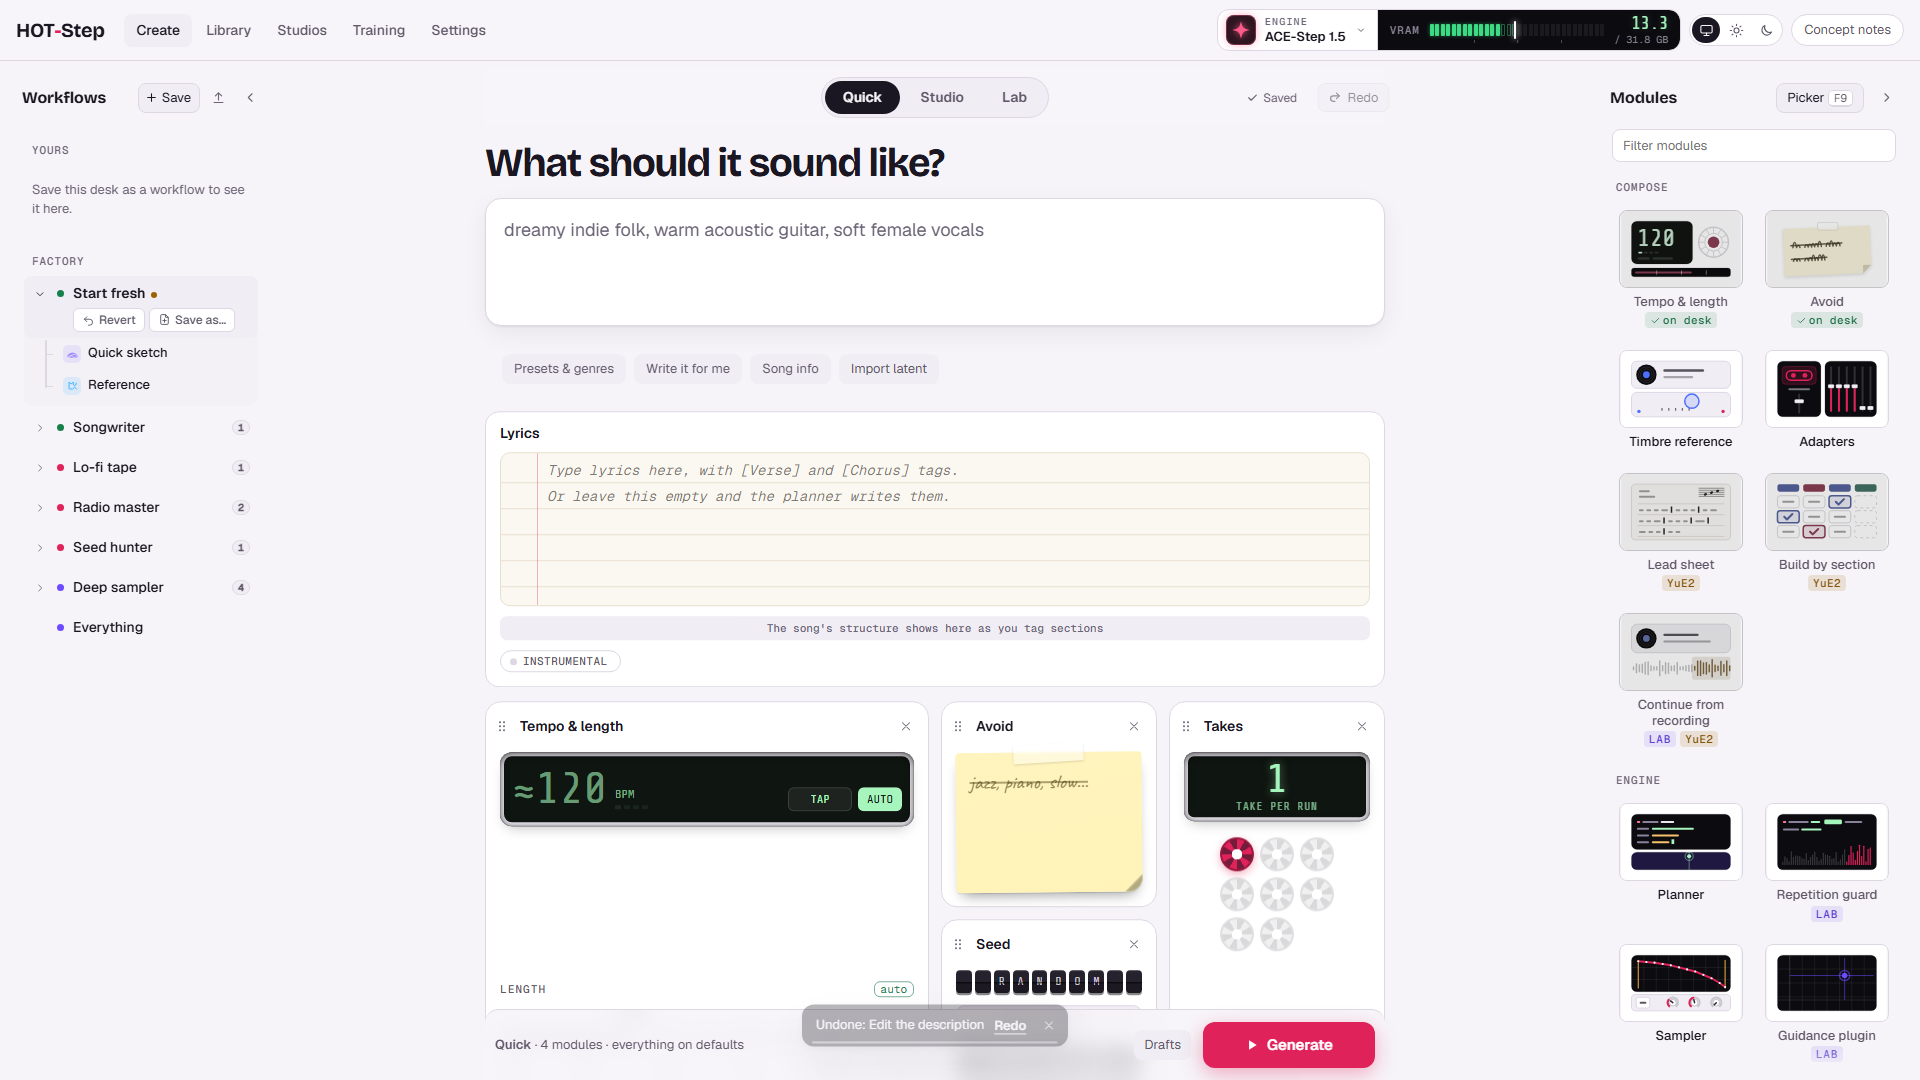 HOT-Step
Create
Library
Studios
Training
Settings
ENGINE
ACE-Step 1.5
VRAM
13.3
/ 31.8 GB
Concept notes
Workflows
+ Save
YOURS
Save this desk as a workflow to see
it here.
FACTORY
Start fresh
Revert
Save as...
Quick sketch
Reference
Songwriter
1
Lo-fi tape
1
Radio master
2
Seed hunter
1
Deep sampler
4
Everything
Quick
Studio
Lab
Saved
Redo
What should it sound like?
dreamy indie folk, warm acoustic guitar, soft female vocals
Presets & genres
Write it for me
Song info
Import latent
Lyrics
Type lyrics here, with [Verse] and [Chorus] tags.
Or leave this empty and the planner writes them.
The song's structure shows here as you tag sections
INSTRUMENTAL
Tempo & length
≈120 BPM
TAP
AUTO
LENGTH
auto
Avoid
jazz, piano, slow...
Seed
RANDOM
Takes
1
TAKE PER RUN
Undone: Edit the description
Redo
Quick · 4 modules · everything on defaults
Drafts
Generate
Modules
Picker F9
Filter modules
COMPOSE
120
Tempo & length
on desk
Avoid
on desk
Timbre reference
Adapters
Lead sheet
YuE2
Build by section
YuE2
Continue from
recording
LAB
YuE2
ENGINE
Planner
Repetition guard
LAB
Sampler
Guidance plugin
LAB